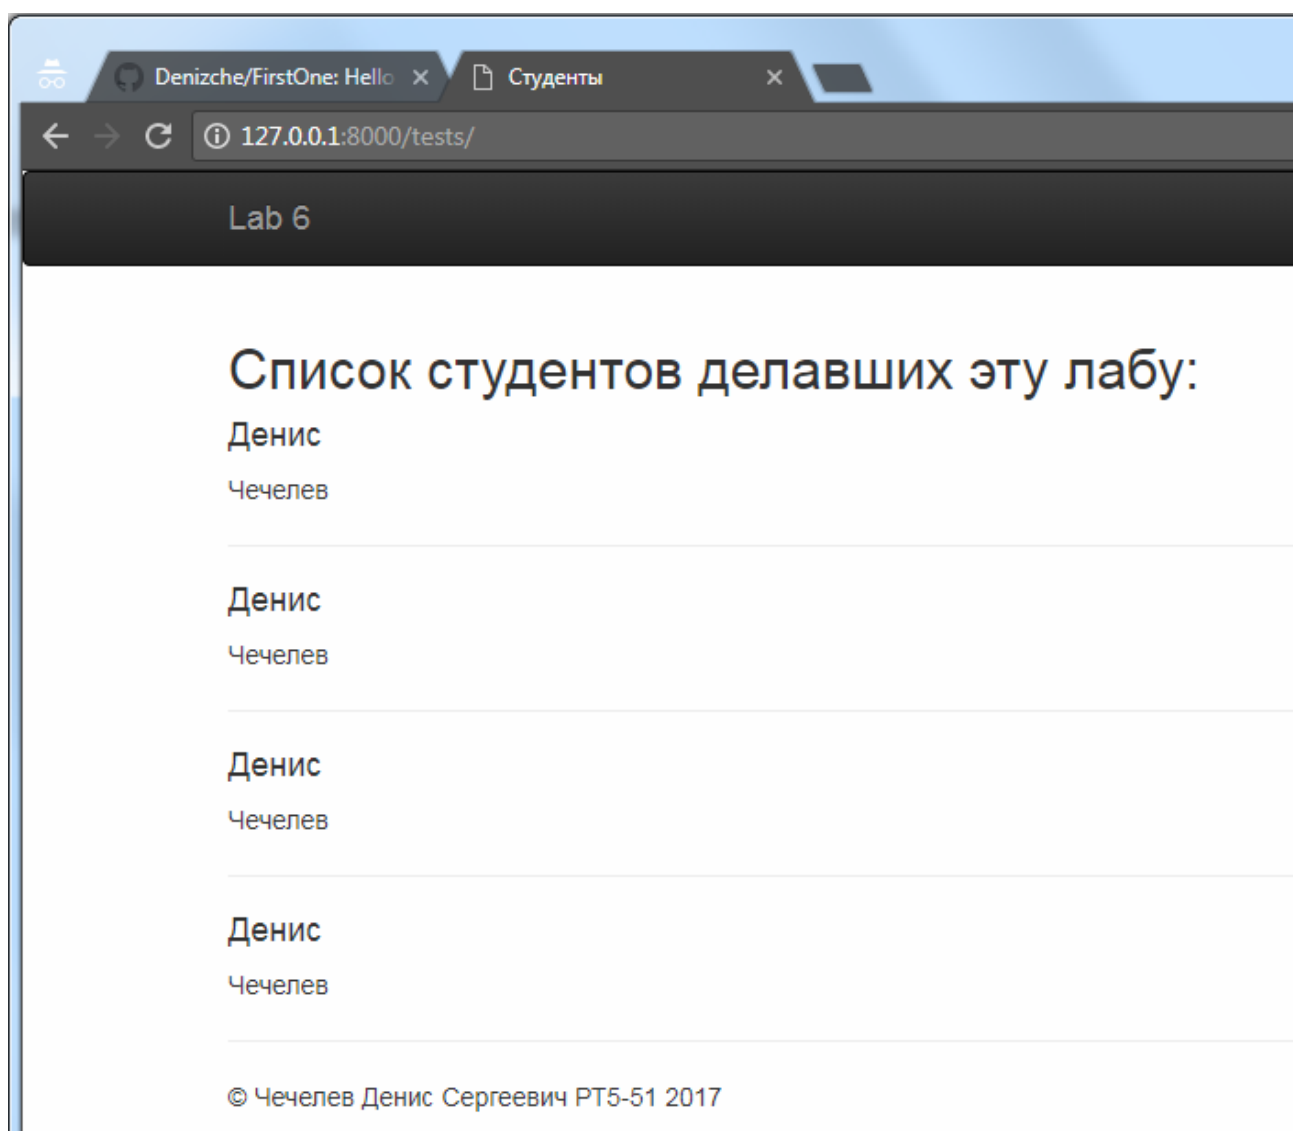 Denizche/FirstOne: Hello
Студенты
127.0.0.1:8000/tests/
Lab 6
Список студентов делавших эту лабу:
Денис
Чечелев
Денис
Чечелев
Денис
Чечелев
Денис
Чечелев
© Чечелев Денис Сергеевич РТ5-51 2017